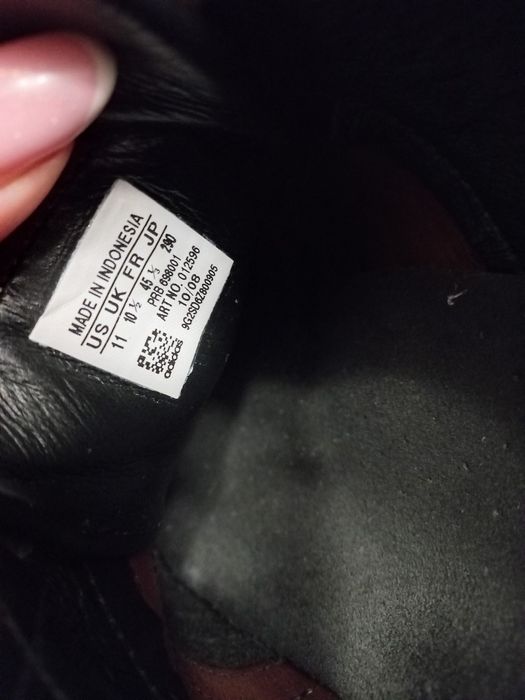 MADE IN INDONESIA
US UK FR JP
11 10 ½ 45 ⅓ 290
PRB 698001
ART NO. 012596
10/08
9G2SD6Z800905
adidas